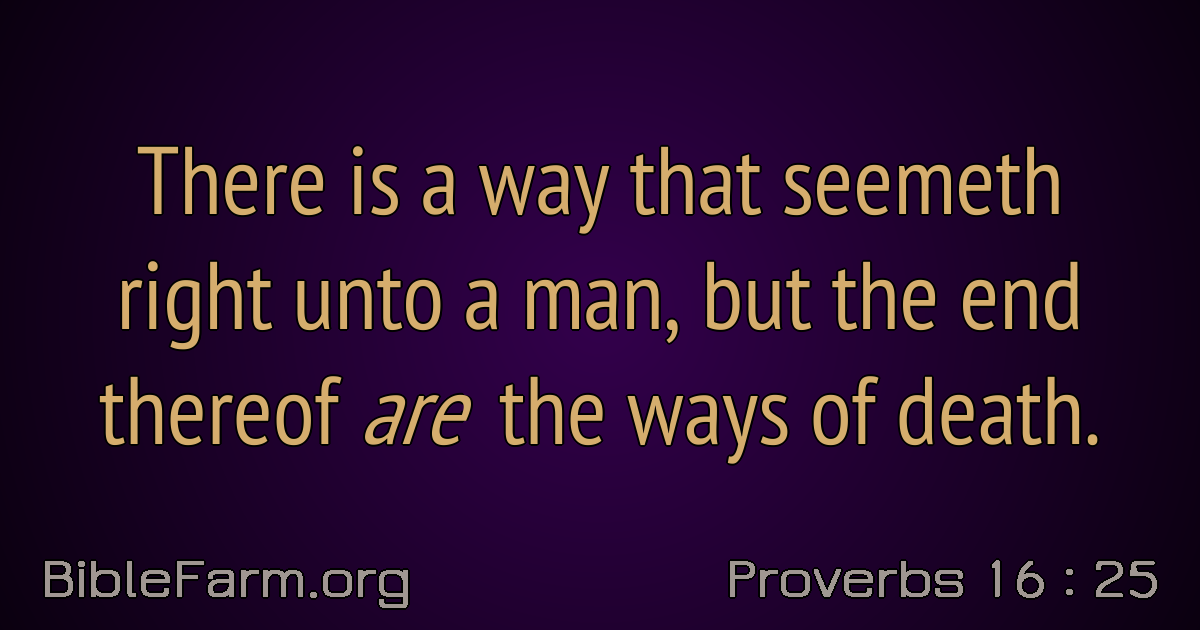 There is a way that seemeth
right unto a man, but the end
thereof are the ways of death.
BibleFarm.org
Proverbs 16 : 25